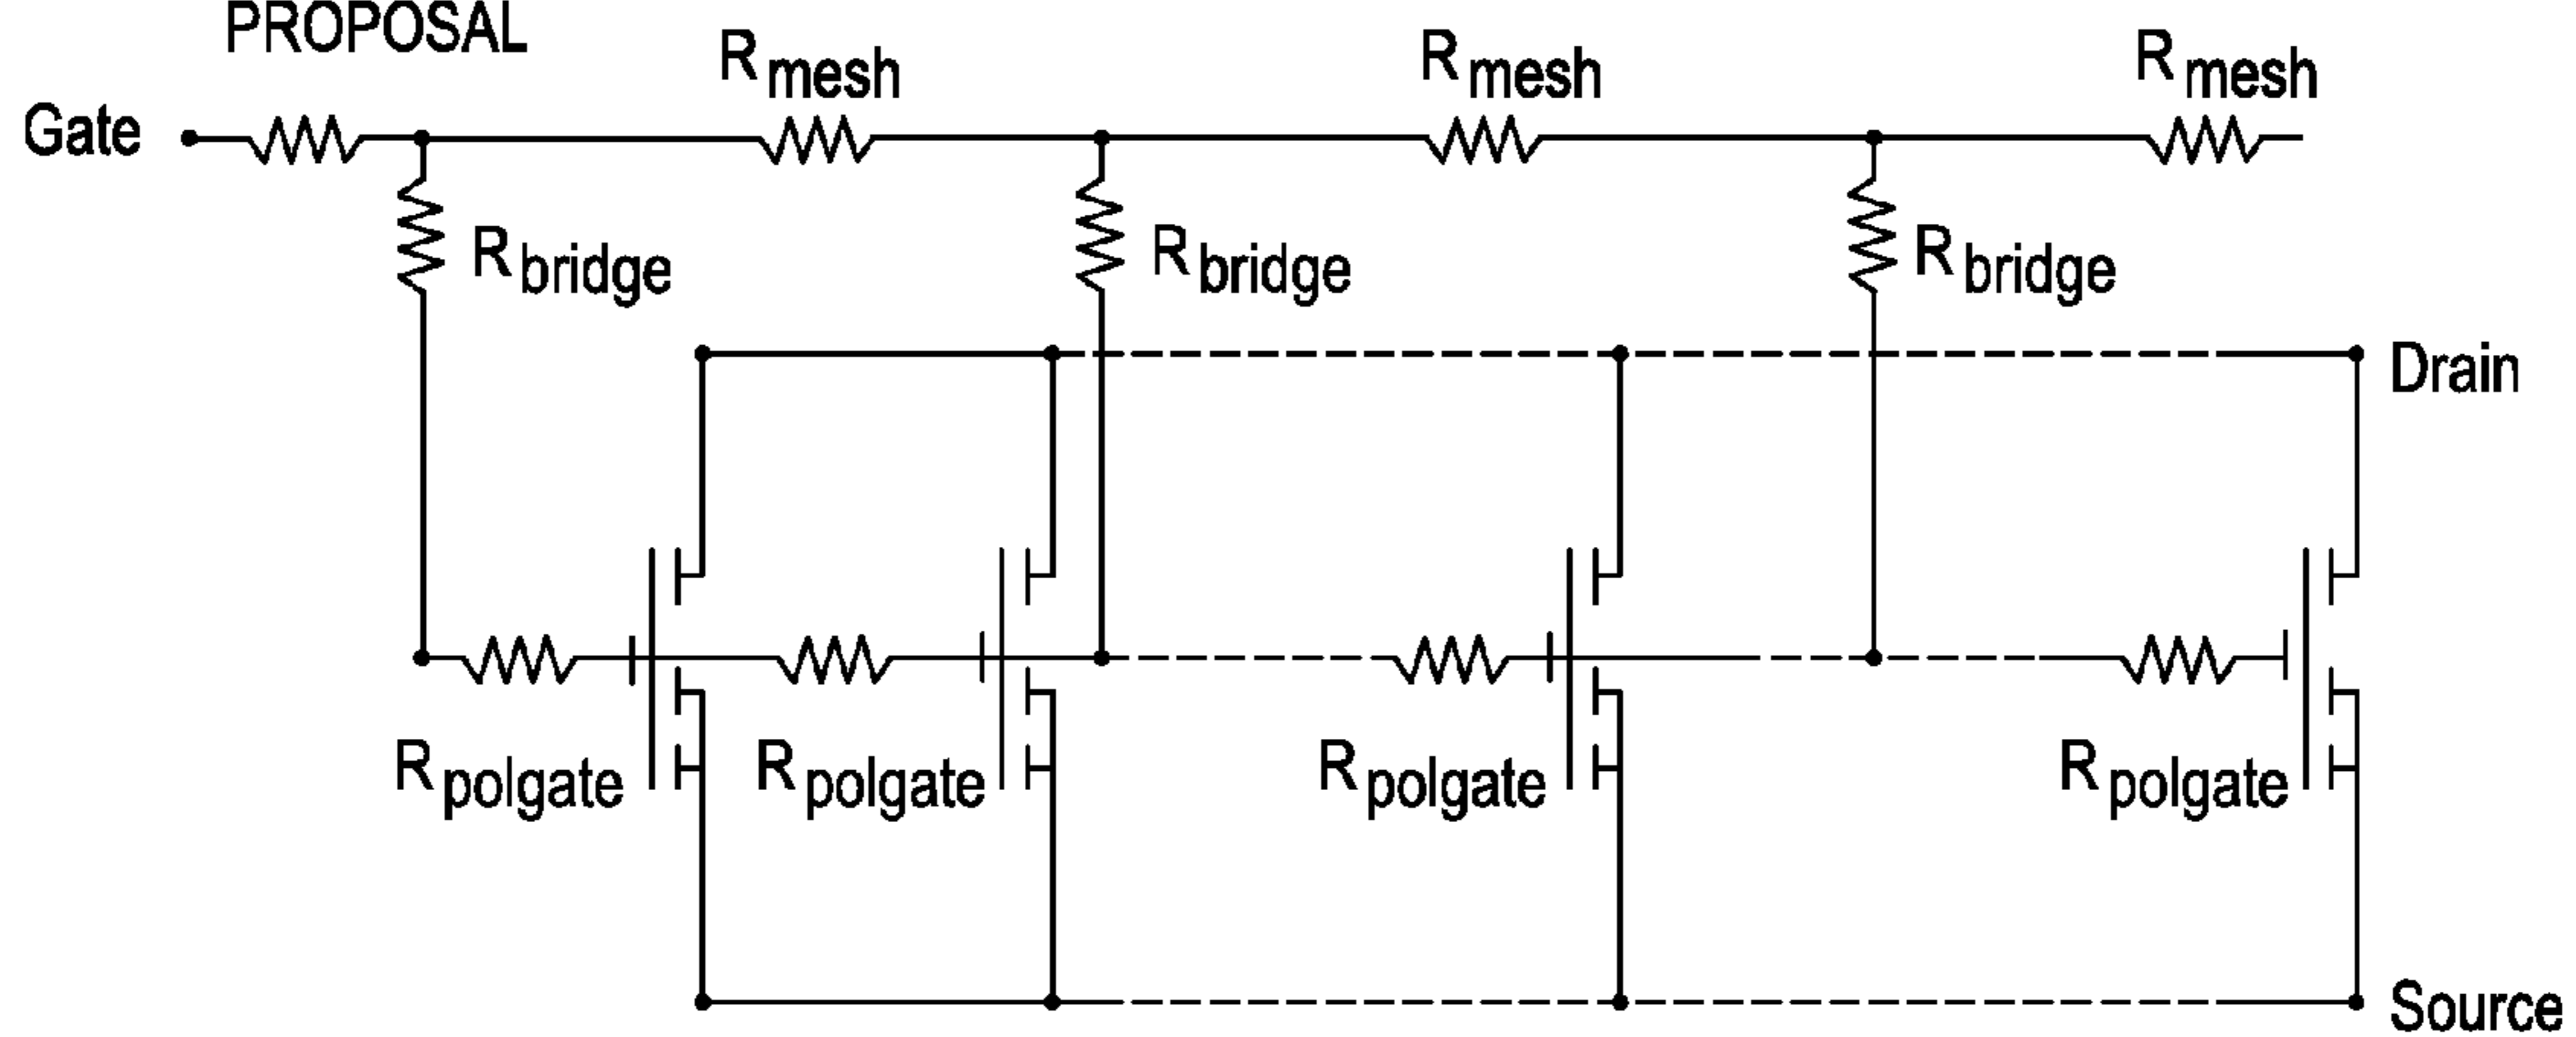 PROPOSAL
Rmesh Rmesh Rmesh
Gate
Rbridge Rbridge Rbridge
Drain
Rpolgate Rpolgate Rpolgate Rpolgate
Source